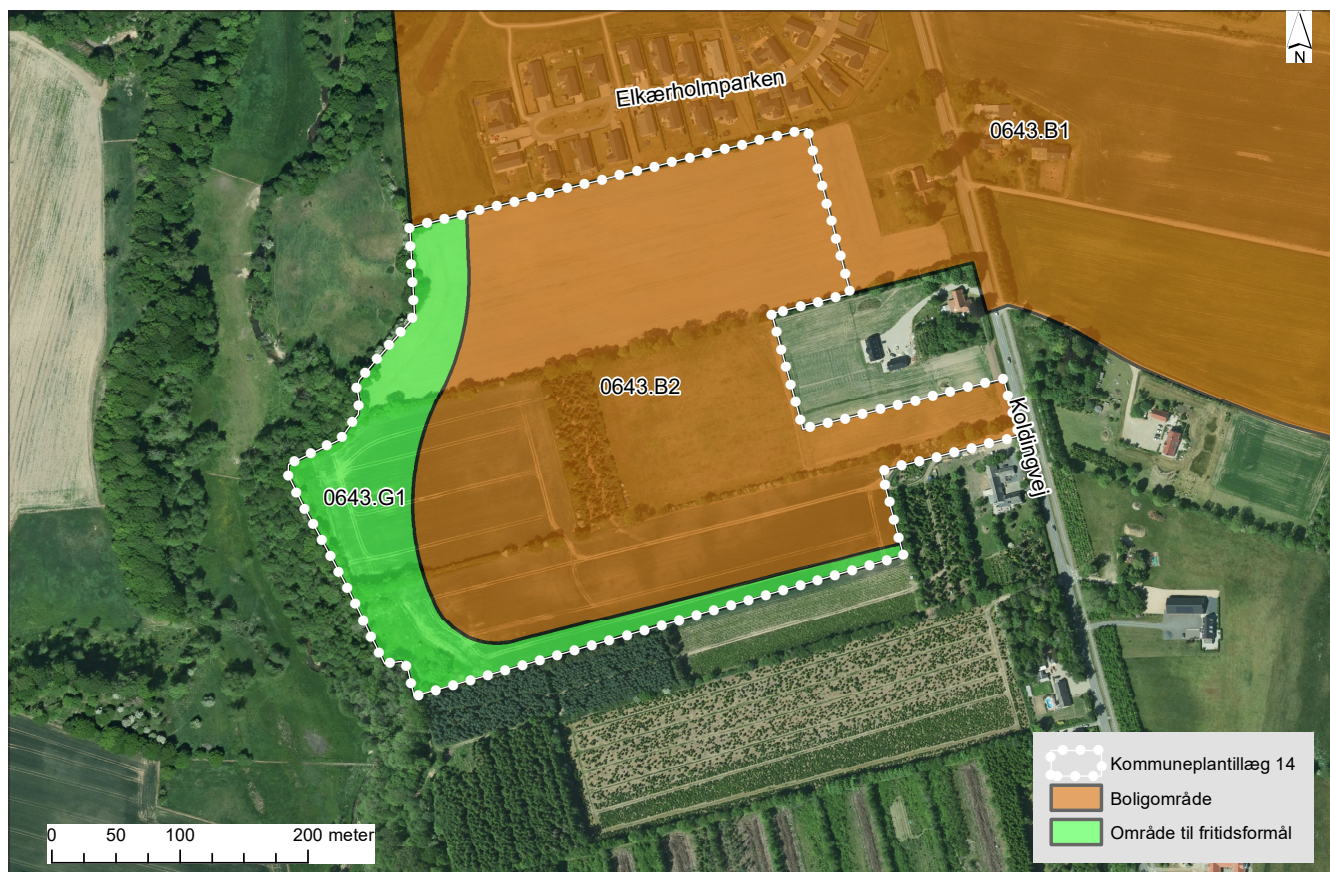 N
Elkærholmparken
0643.B1
0643.B2
Koldingvej
0643.G1
Kommuneplantillæg 14
Boligområde
Område til fritidsformål
0 50 100 200 meter